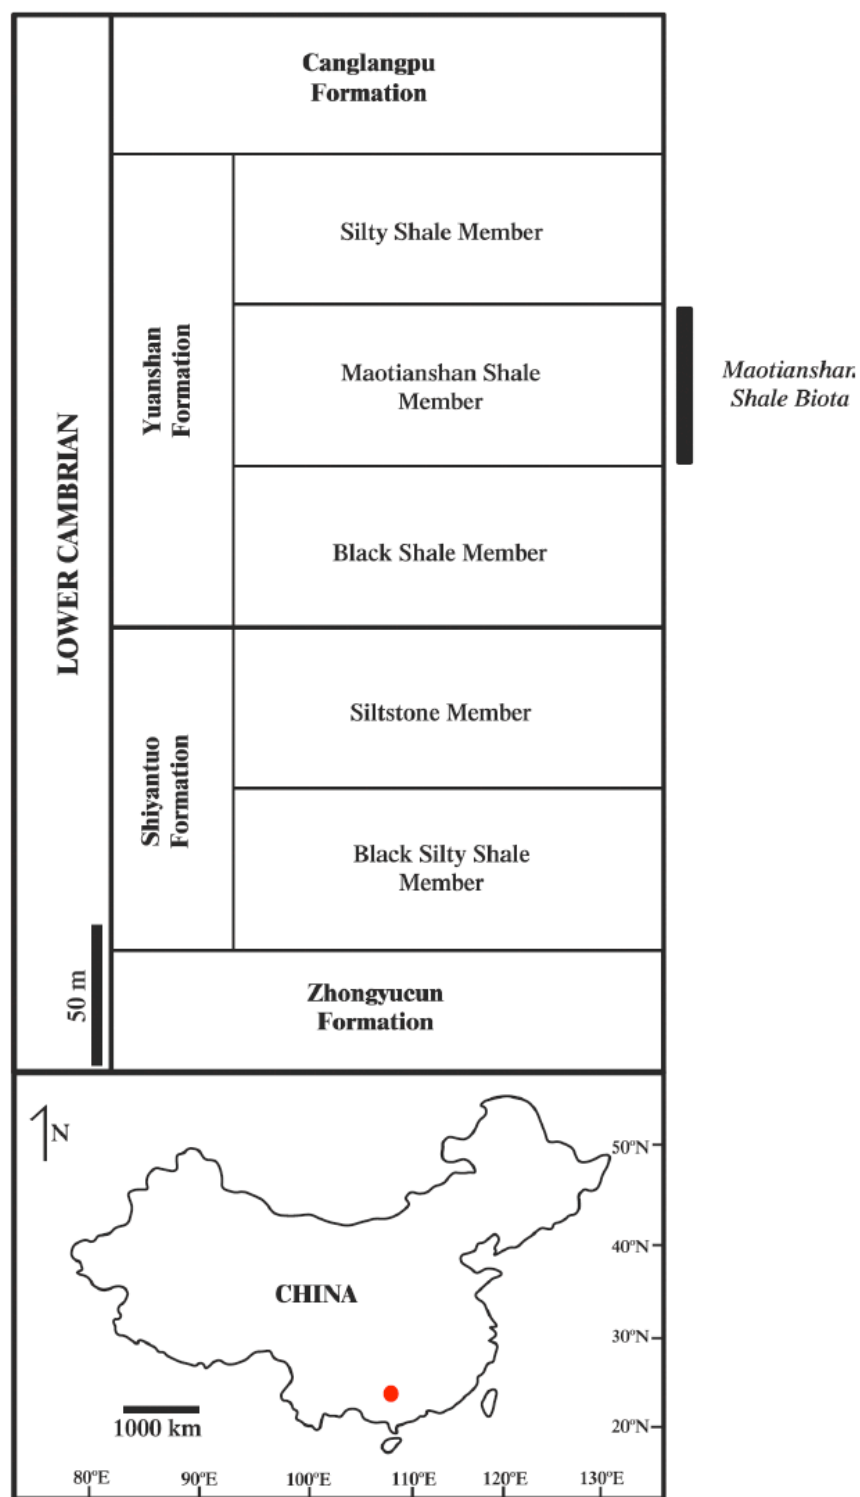 Canglangpu
Formation
Silty Shale Member
Yuanshan
Formation
Maotianshan Shale
Member
Maotianshan
Shale Biota
LOWER CAMBRIAN
Black Shale Member
Shiyantuo
Formation
Siltstone Member
Black Silty Shale
Member
50 m
Zhongyucun
Formation
N
50ºN
40ºN
CHINA
30ºN
1000 km
20ºN
80ºE 90ºE 100ºE 110ºE 120ºE 130ºE